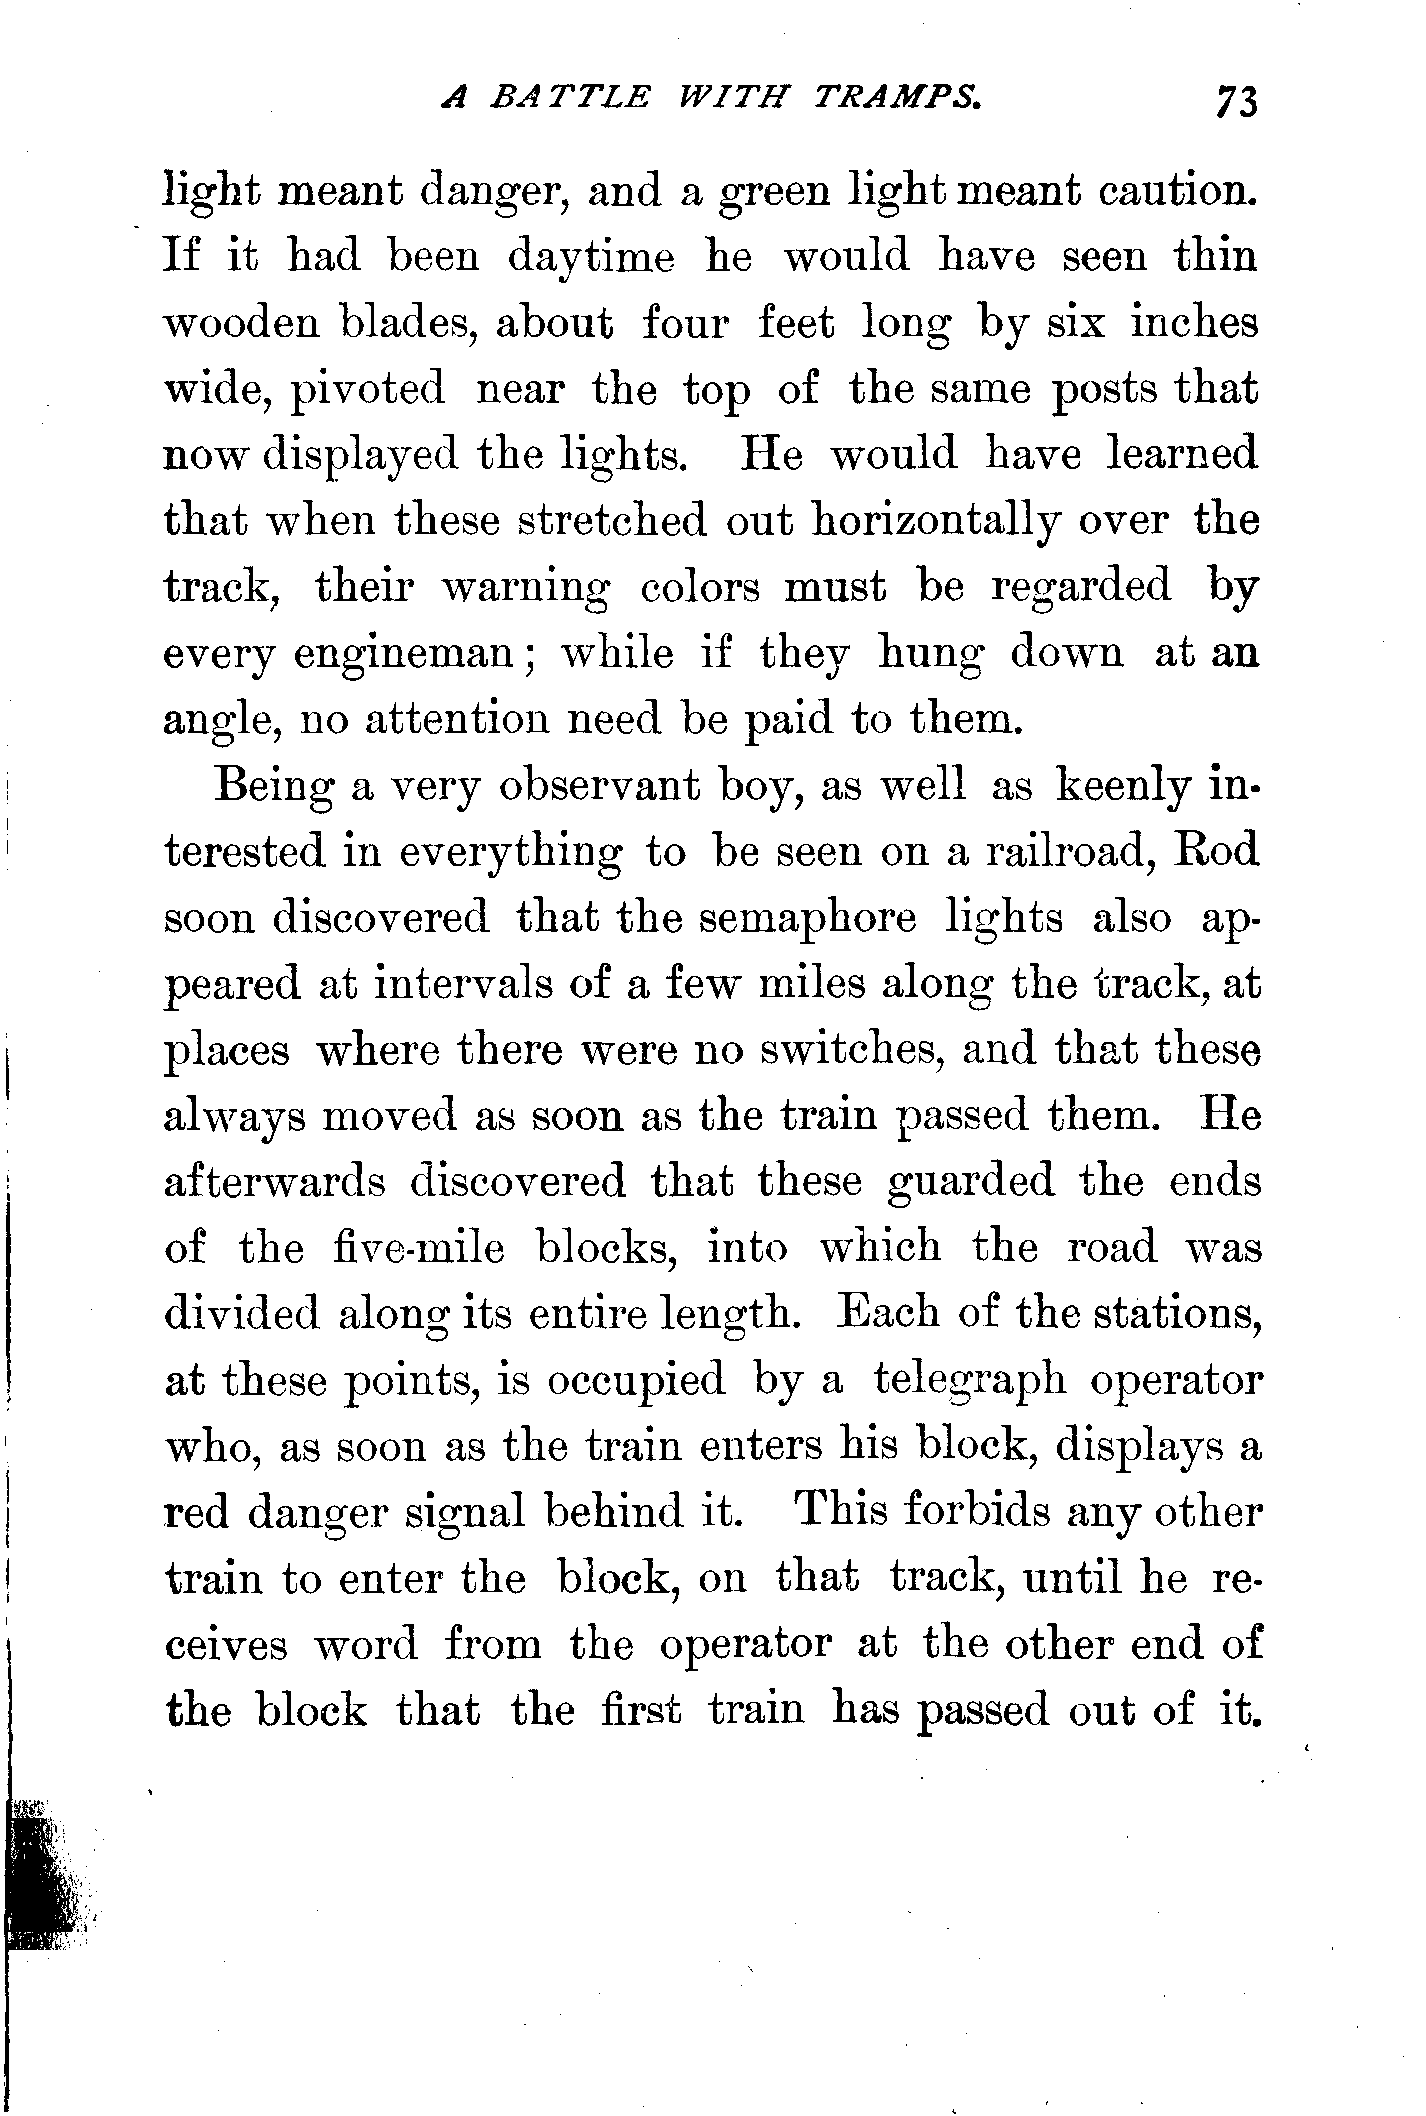 A BATTLE WITH TRAMPS. 73
light meant danger, and a green light meant caution.
If it had been daytime he would have seen thin
wooden blades, about four feet long by six inches
wide, pivoted near the top of the same posts that
now displayed the lights. He would have learned
that when these stretched out horizontally over the
track, their warning colors must be regarded by
every engineman; while if they hung down at an
angle, no attention need be paid to them.
Being a very observant boy, as well as keenly in-
terested in everything to be seen on a railroad, Rod
soon discovered that the semaphore lights also ap-
peared at intervals of a few miles along the track, at
places where there were no switches, and that these
always moved as soon as the train passed them. He
afterwards discovered that these guarded the ends
of the five-mile blocks, into which the road was
divided along its entire length. Each of the stations,
at these points, is occupied by a telegraph operator
who, as soon as the train enters his block, displays a
red danger signal behind it. This forbids any other
train to enter the block, on that track, until he re-
ceives word from the operator at the other end of
the block that the first train has passed out of it.